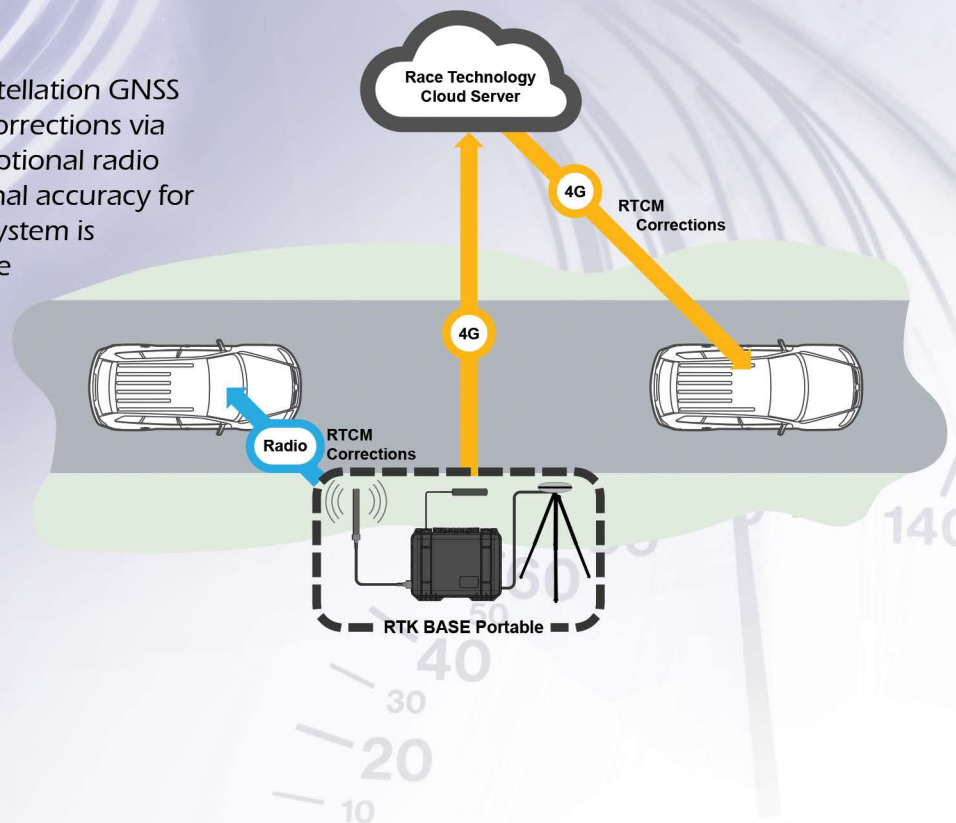 tellation GNSS
orrections via
otional radio
nal accuracy for
ystem is
e
Race Technology
Cloud Server
4G
RTCM
Corrections
4G
Radio
RTCM
Corrections
RTK BASE Portable
140
60
50
40
30
20
10